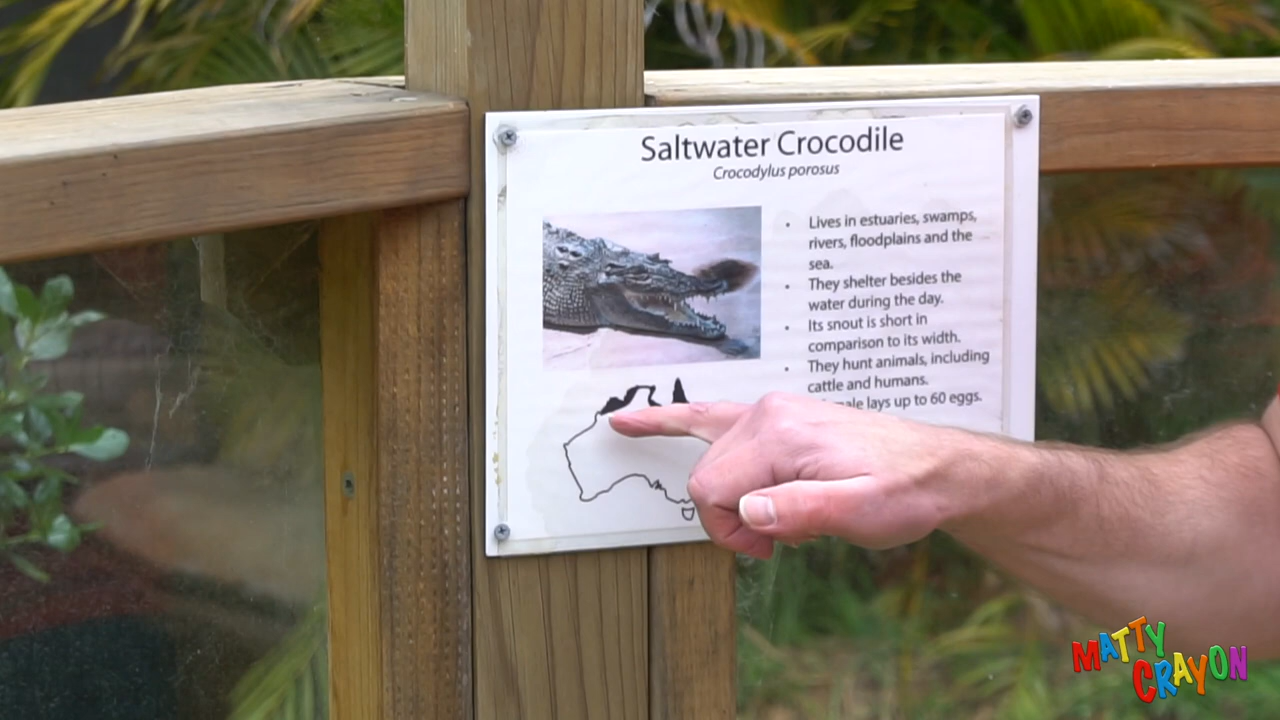 Saltwater Crocodile
Crocodylus porosus
• Lives in estuaries, swamps,
rivers, floodplains and the
sea.
• They shelter besides the
water during the day.
• Its snout is short in
comparison to its width.
• They hunt animals, including
cattle and humans.
lays up to 60 eggs.
MATTY
CRAYON